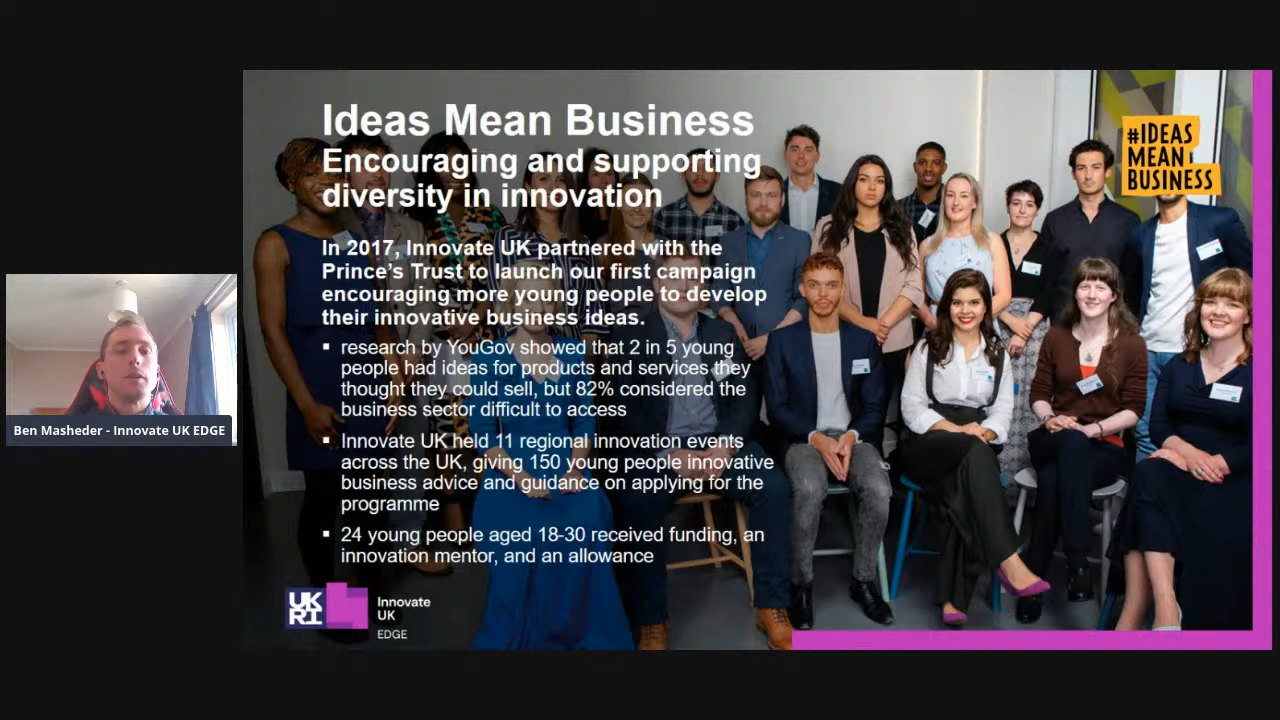 Ideas Mean Business
Encouraging and supporting
diversity in innovation
#IDEAS
MEAN
BUSINESS
In 2017, Innovate UK partnered with the
Prince's Trust to launch our first campaign
encouraging more young people to develop
their innovative business ideas.
▪ research by YouGov showed that 2 in 5 young
people had ideas for products and services they
thought they could sell, but 82% considered the
business sector difficult to access
▪ Innovate UK held 11 regional innovation events
across the UK, giving 150 young people innovative
business advice and guidance on applying for the
programme
▪ 24 young people aged 18-30 received funding, an
innovation mentor, and an allowance
Ben Masheder - Innovate UK EDGE
UK
RI
Innovate
UK
EDGE